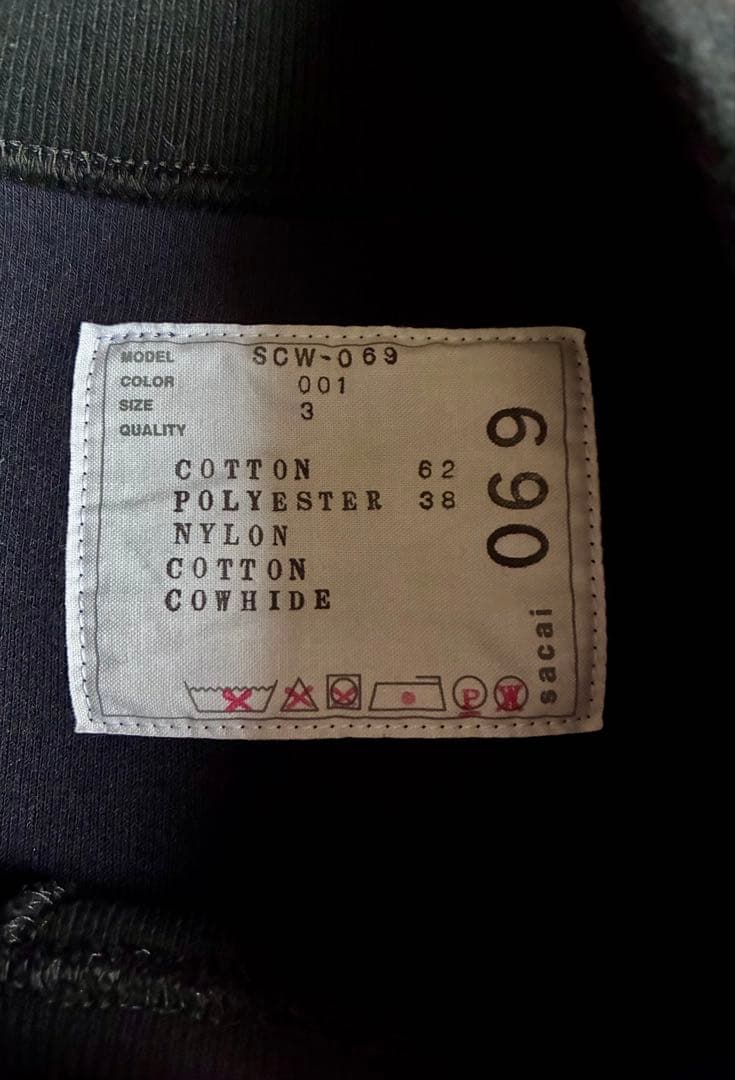 MODEL SCW-069
COLOR 001
SIZE 3
QUALITY
COTTON 62
POLYESTER 38
NYLON
COTTON
COWHIDE
P W
sacai 069